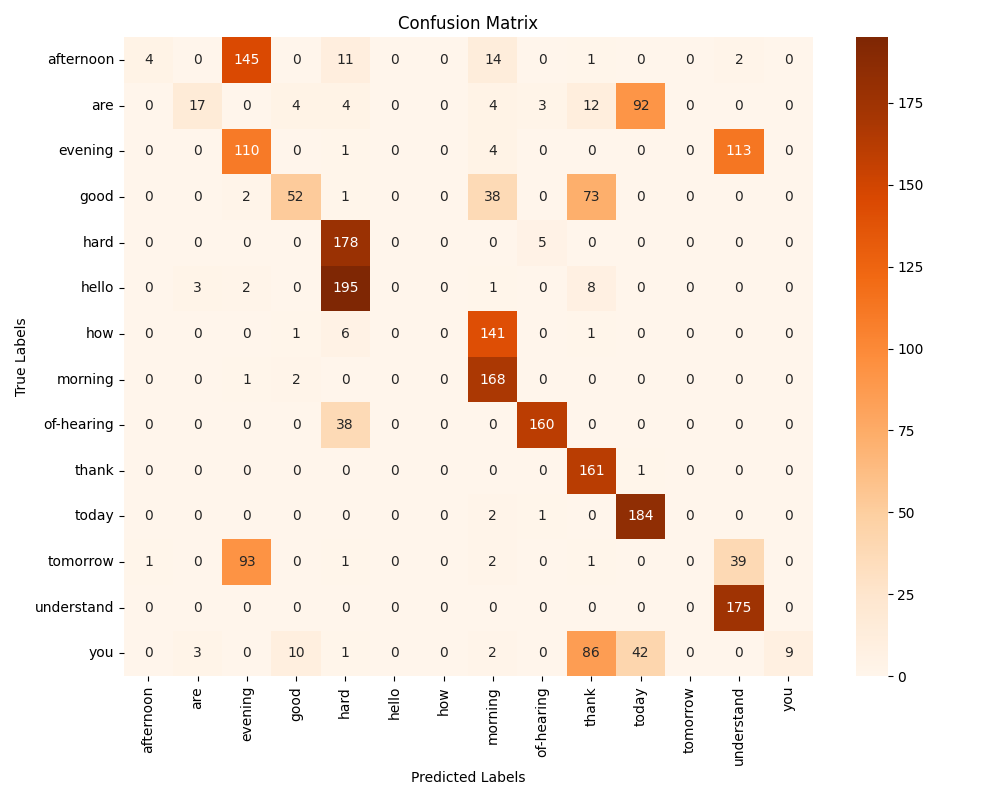 Confusion Matrix
True Labels
afternoon 4 0 145 0 11 0 0 14 0 1 0 0 2 0
are 0 17 0 4 4 0 0 4 3 12 92 0 0 0
evening 0 0 110 0 1 0 0 4 0 0 0 0 113 0
good 0 0 2 52 1 0 0 38 0 73 0 0 0 0
hard 0 0 0 0 178 0 0 0 5 0 0 0 0 0
hello 0 3 2 0 195 0 0 1 0 8 0 0 0 0
how 0 0 0 1 6 0 0 141 0 1 0 0 0 0
morning 0 0 1 2 0 0 0 168 0 0 0 0 0 0
of-hearing 0 0 0 0 38 0 0 0 160 0 0 0 0 0
thank 0 0 0 0 0 0 0 0 0 161 1 0 0 0
today 0 0 0 0 0 0 0 2 1 0 184 0 0 0
tomorrow 1 0 93 0 1 0 0 2 0 1 0 0 39 0
understand 0 0 0 0 0 0 0 0 0 0 0 0 175 0
you 0 3 0 10 1 0 0 2 0 86 42 0 0 9
afternoon are evening good hard hello how morning of-hearing thank today tomorrow understand you
Predicted Labels
175
150
125
100
75
50
25
0